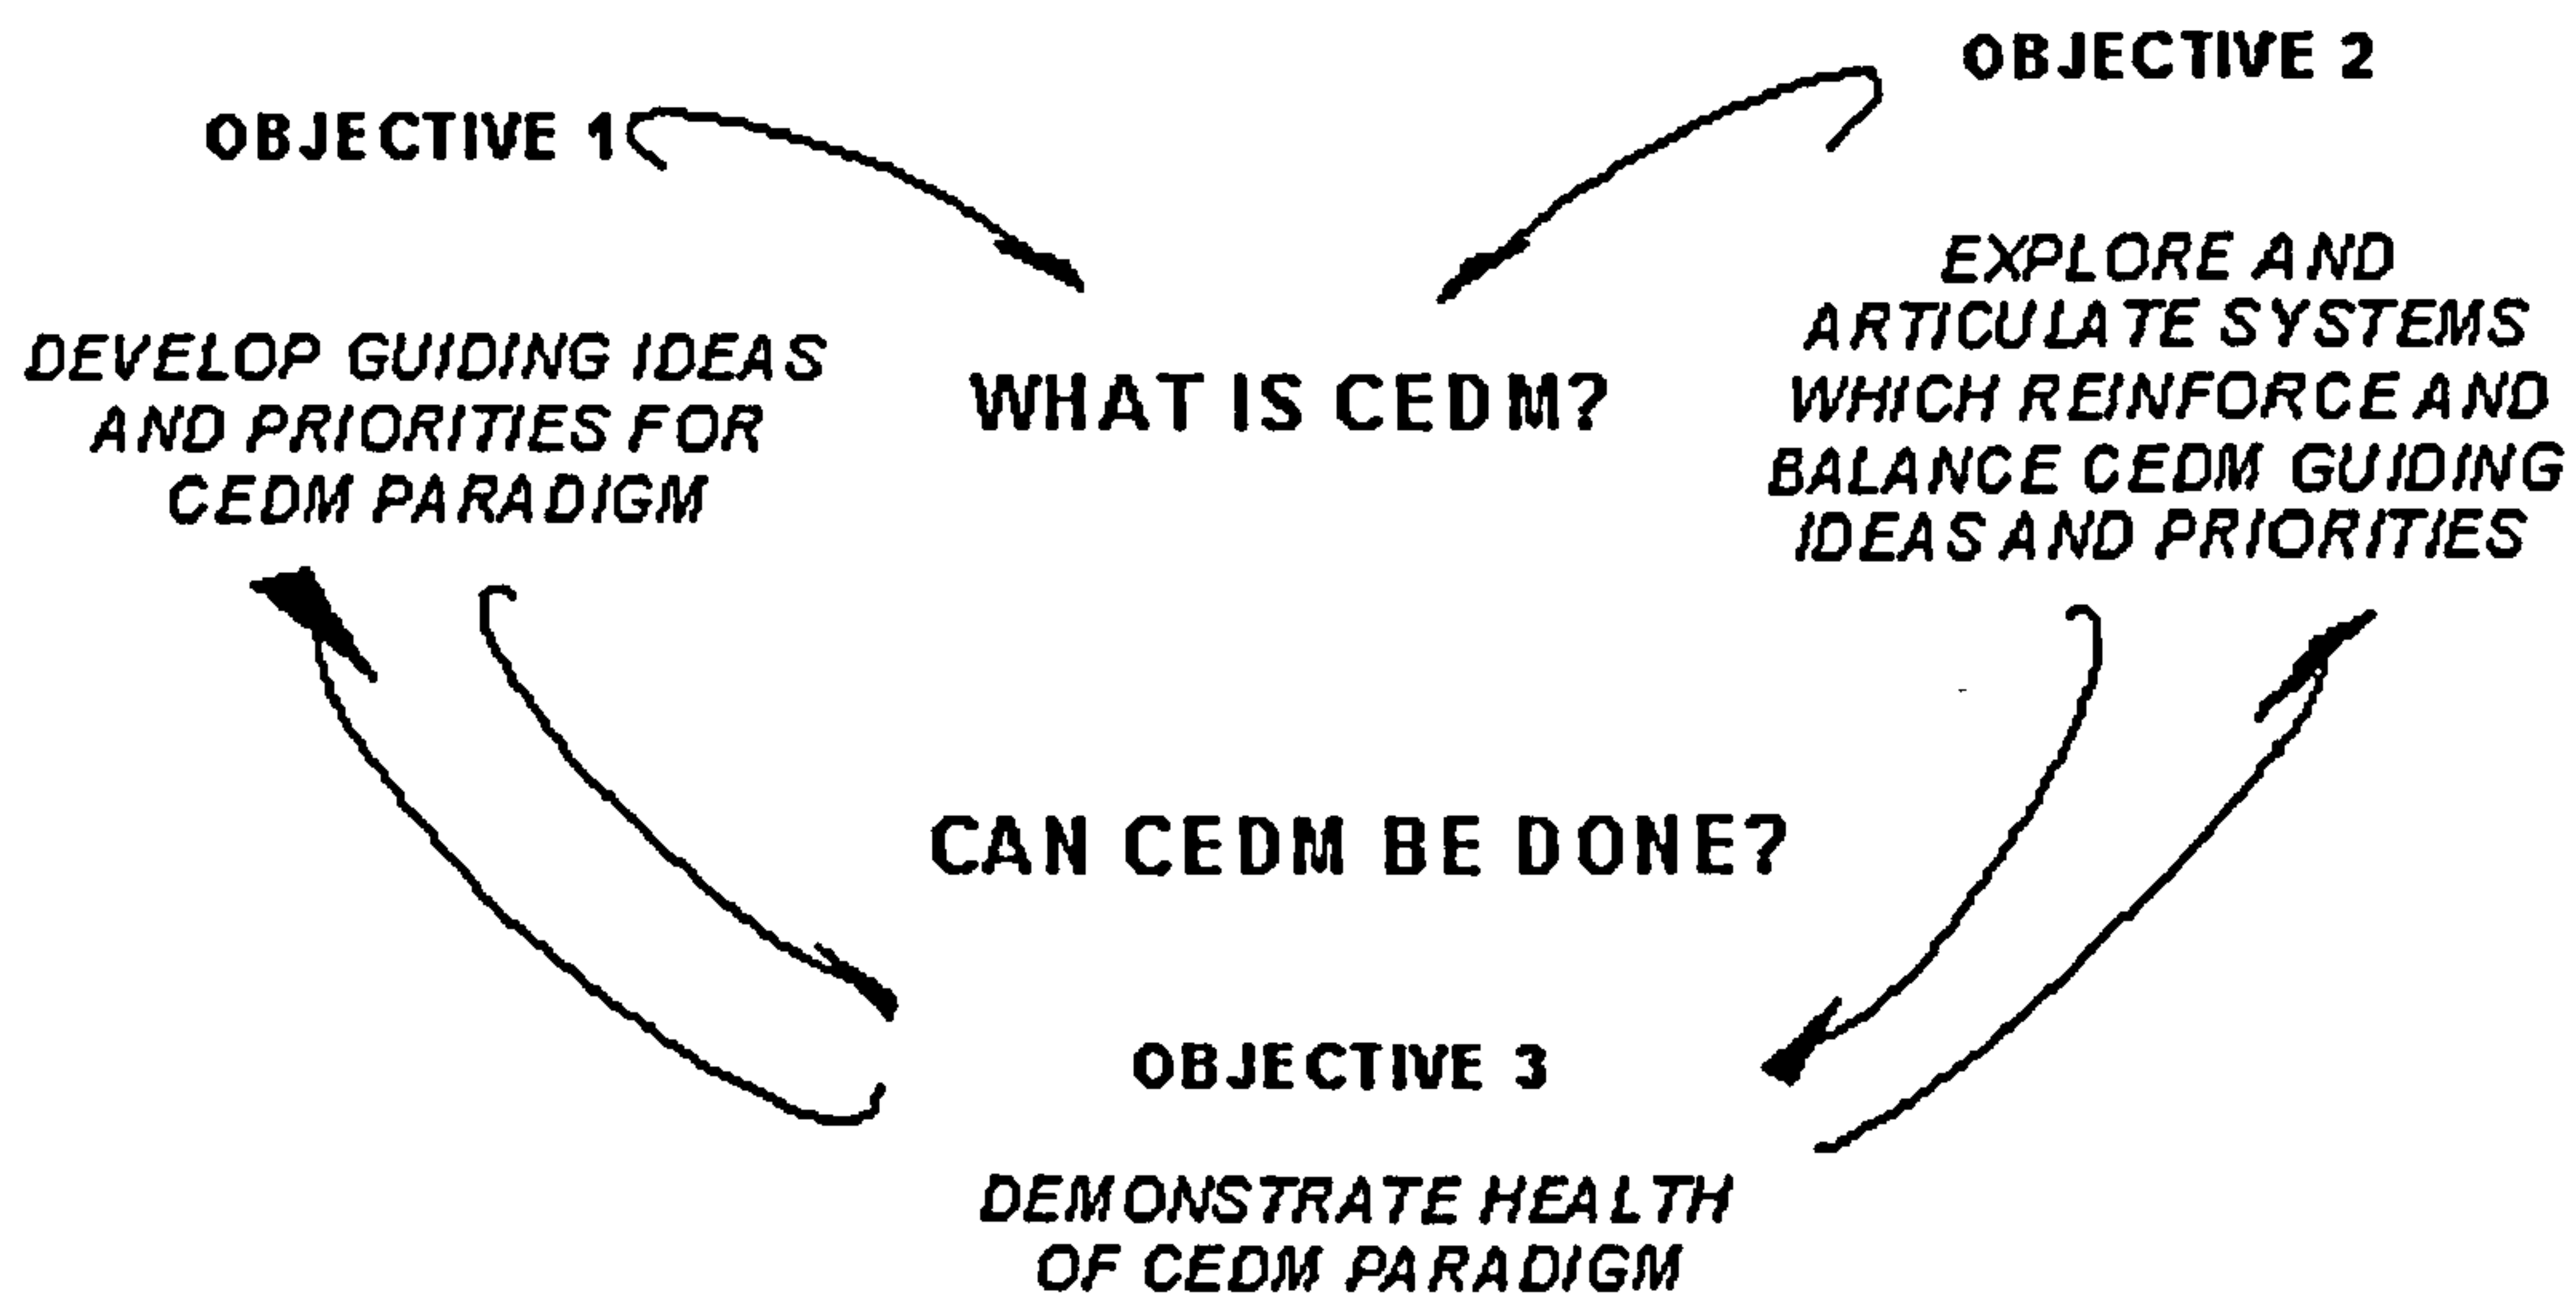 OBJECTIVE 1
DEVELOP GUIDING IDEAS
AND PRIORITIES FOR
CEDM PARADIGM
OBJECTIVE 2
EXPLORE AND
ARTICULATE SYSTEMS
WHICH REINFORCE AND
BALANCE CEDM GUIDING
IDEAS AND PRIORITIES
WHAT IS CEDM?
CAN CEDM BE DONE?
OBJECTIVE 3
DEMONSTRATE HEALTH
OF CEDM PARADIGM